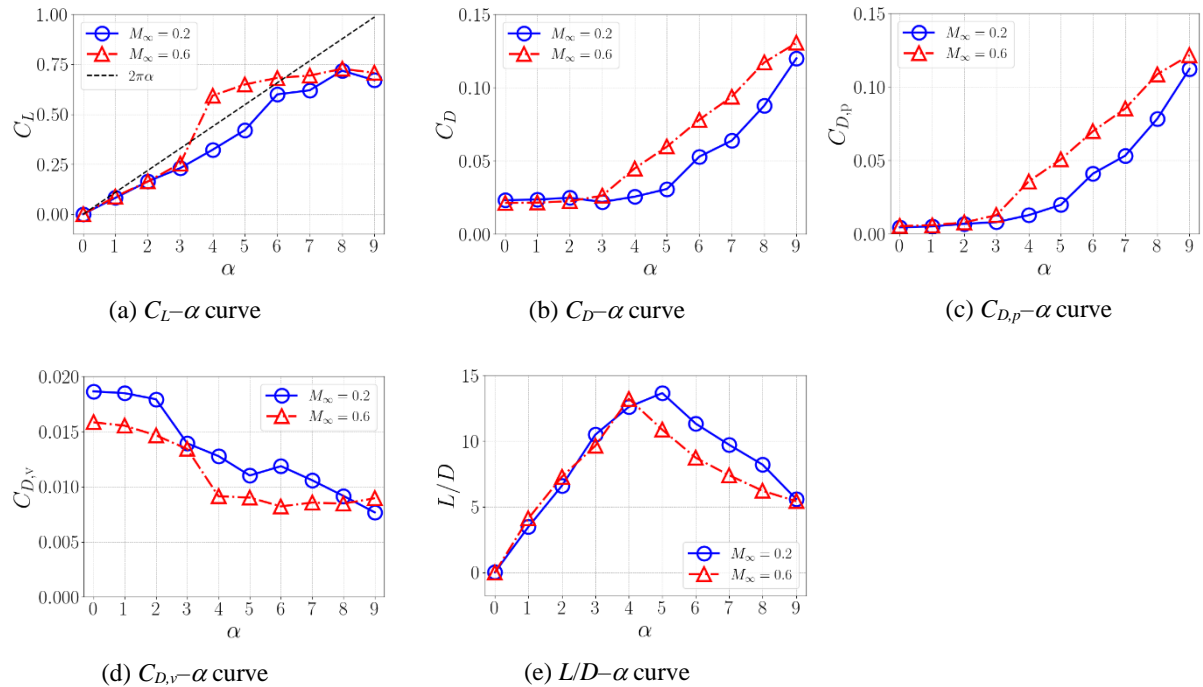 1.00
0.75
0.50
0.25
0.00
C_L
M_∞ = 0.2
M_∞ = 0.6
2πα
0 1 2 3 4 5 6 7 8 9
α
(a) C_L–α curve
0.15
0.10
0.05
0.00
C_D
M_∞ = 0.2
M_∞ = 0.6
0 1 2 3 4 5 6 7 8 9
α
(b) C_D–α curve
0.15
0.10
0.05
0.00
C_{D,p}
M_∞ = 0.2
M_∞ = 0.6
0 1 2 3 4 5 6 7 8 9
α
(c) C_{D,p}–α curve
0.020
0.015
0.010
0.005
0.000
C_{D,v}
M_∞ = 0.2
M_∞ = 0.6
0 1 2 3 4 5 6 7 8 9
α
(d) C_{D,v}–α curve
15
10
5
0
L/D
M_∞ = 0.2
M_∞ = 0.6
0 1 2 3 4 5 6 7 8 9
α
(e) L/D–α curve